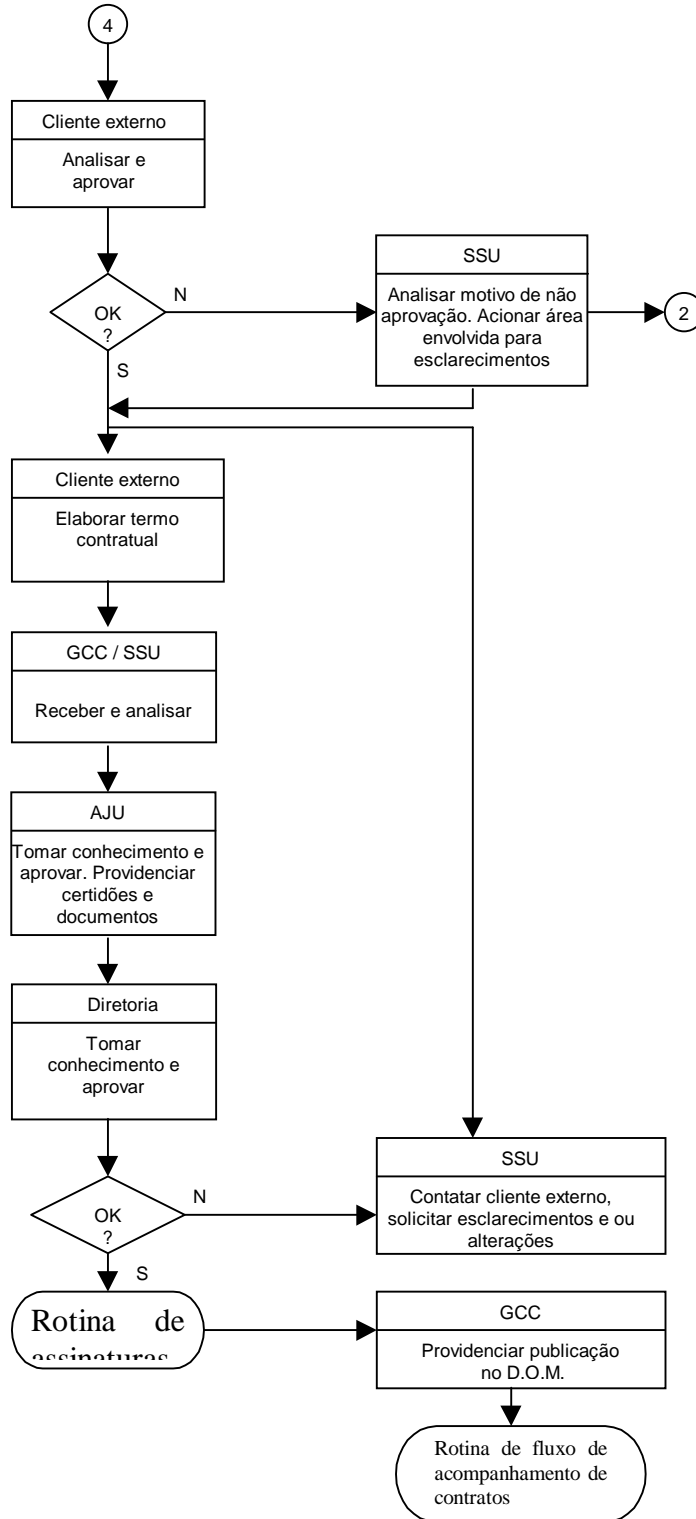 4
Cliente externo
Analisar e
aprovar
OK
?
N
S
SSU
Analisar motivo de não
aprovação. Acionar área
envolvida para
esclarecimentos
2
Cliente externo
Elaborar termo
contratual
GCC / SSU
Receber e analisar
AJU
Tomar conhecimento e
aprovar. Providenciar
certidões e
documentos
Diretoria
Tomar
conhecimento e
aprovar
OK
?
N
S
SSU
Contatar cliente externo,
solicitar esclarecimentos e ou
alterações
Rotina de
assinaturas
GCC
Providenciar publicação
no D.O.M.
Rotina de fluxo de
acompanhamento de
contratos